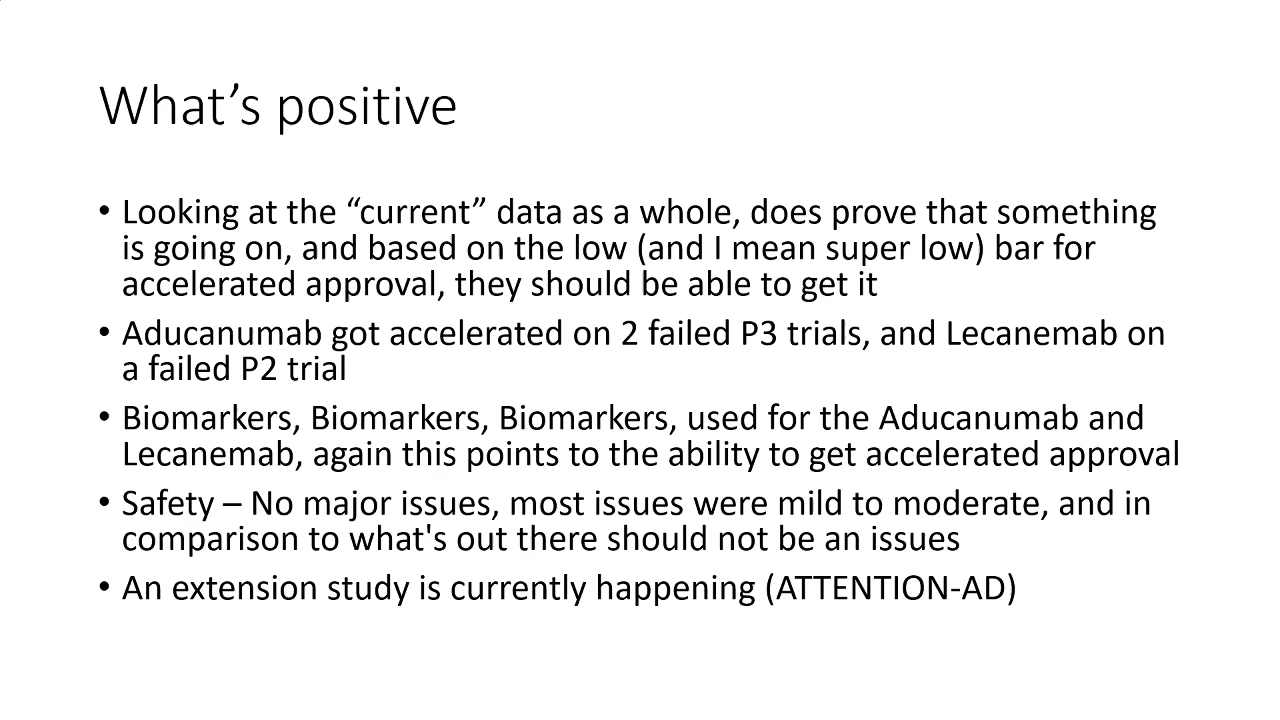 What’s positive
• Looking at the “current” data as a whole, does prove that something
is going on, and based on the low (and I mean super low) bar for
accelerated approval, they should be able to get it
• Aducanumab got accelerated on 2 failed P3 trials, and Lecanemab on
a failed P2 trial
• Biomarkers, Biomarkers, Biomarkers, used for the Aducanumab and
Lecanemab, again this points to the ability to get accelerated approval
• Safety – No major issues, most issues were mild to moderate, and in
comparison to what's out there should not be an issues
• An extension study is currently happening (ATTENTION-AD)